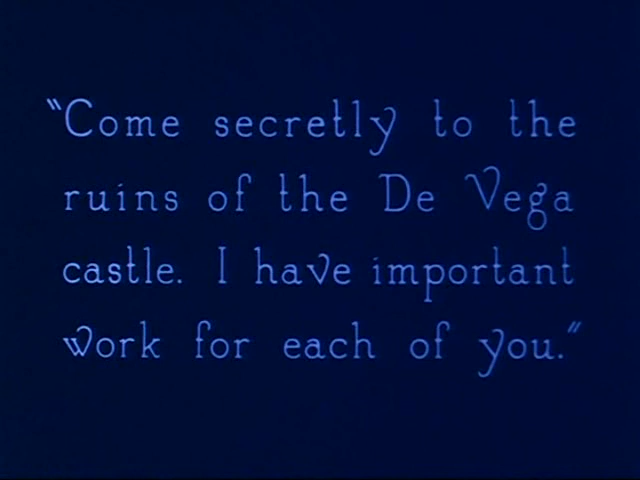 "Come secretly to the
ruins of the De Vega
castle. I have important
work for each of you."